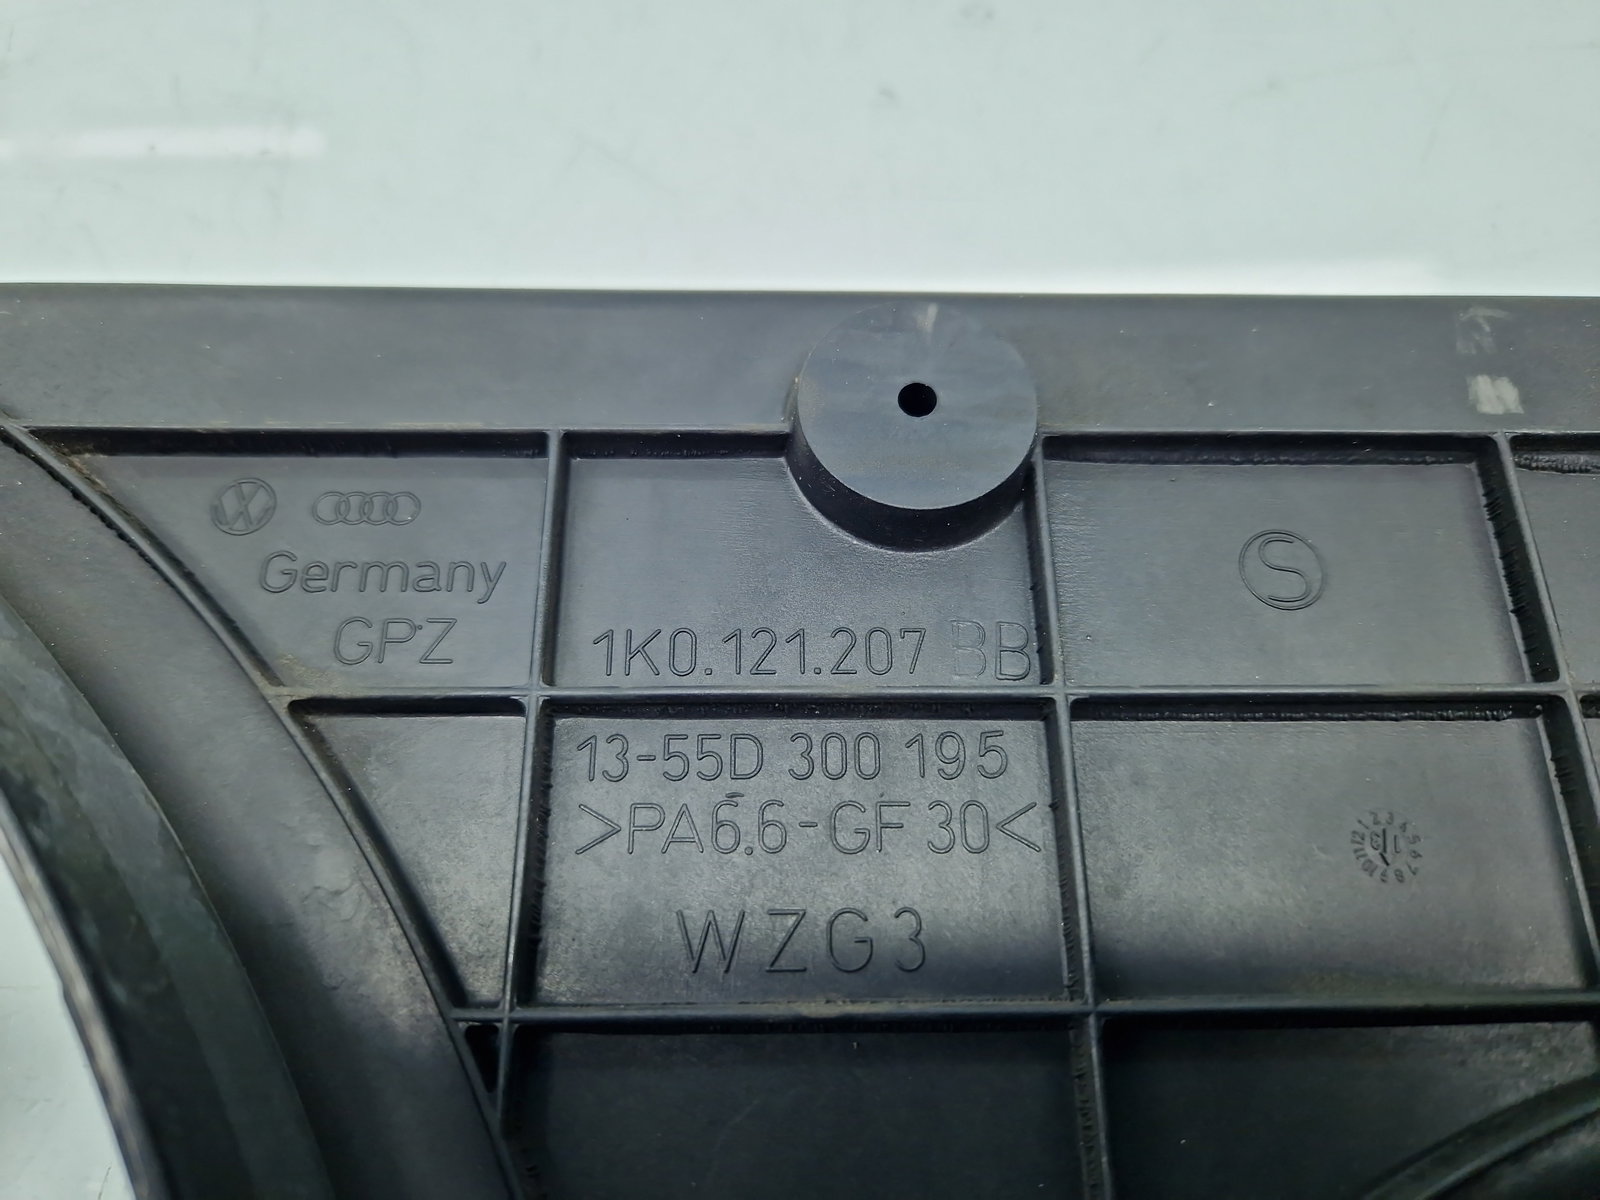 Germany
GPZ
1K0.121.207 BB
S
13-55D 300 195
>PA6.6-GF30<
WZG3